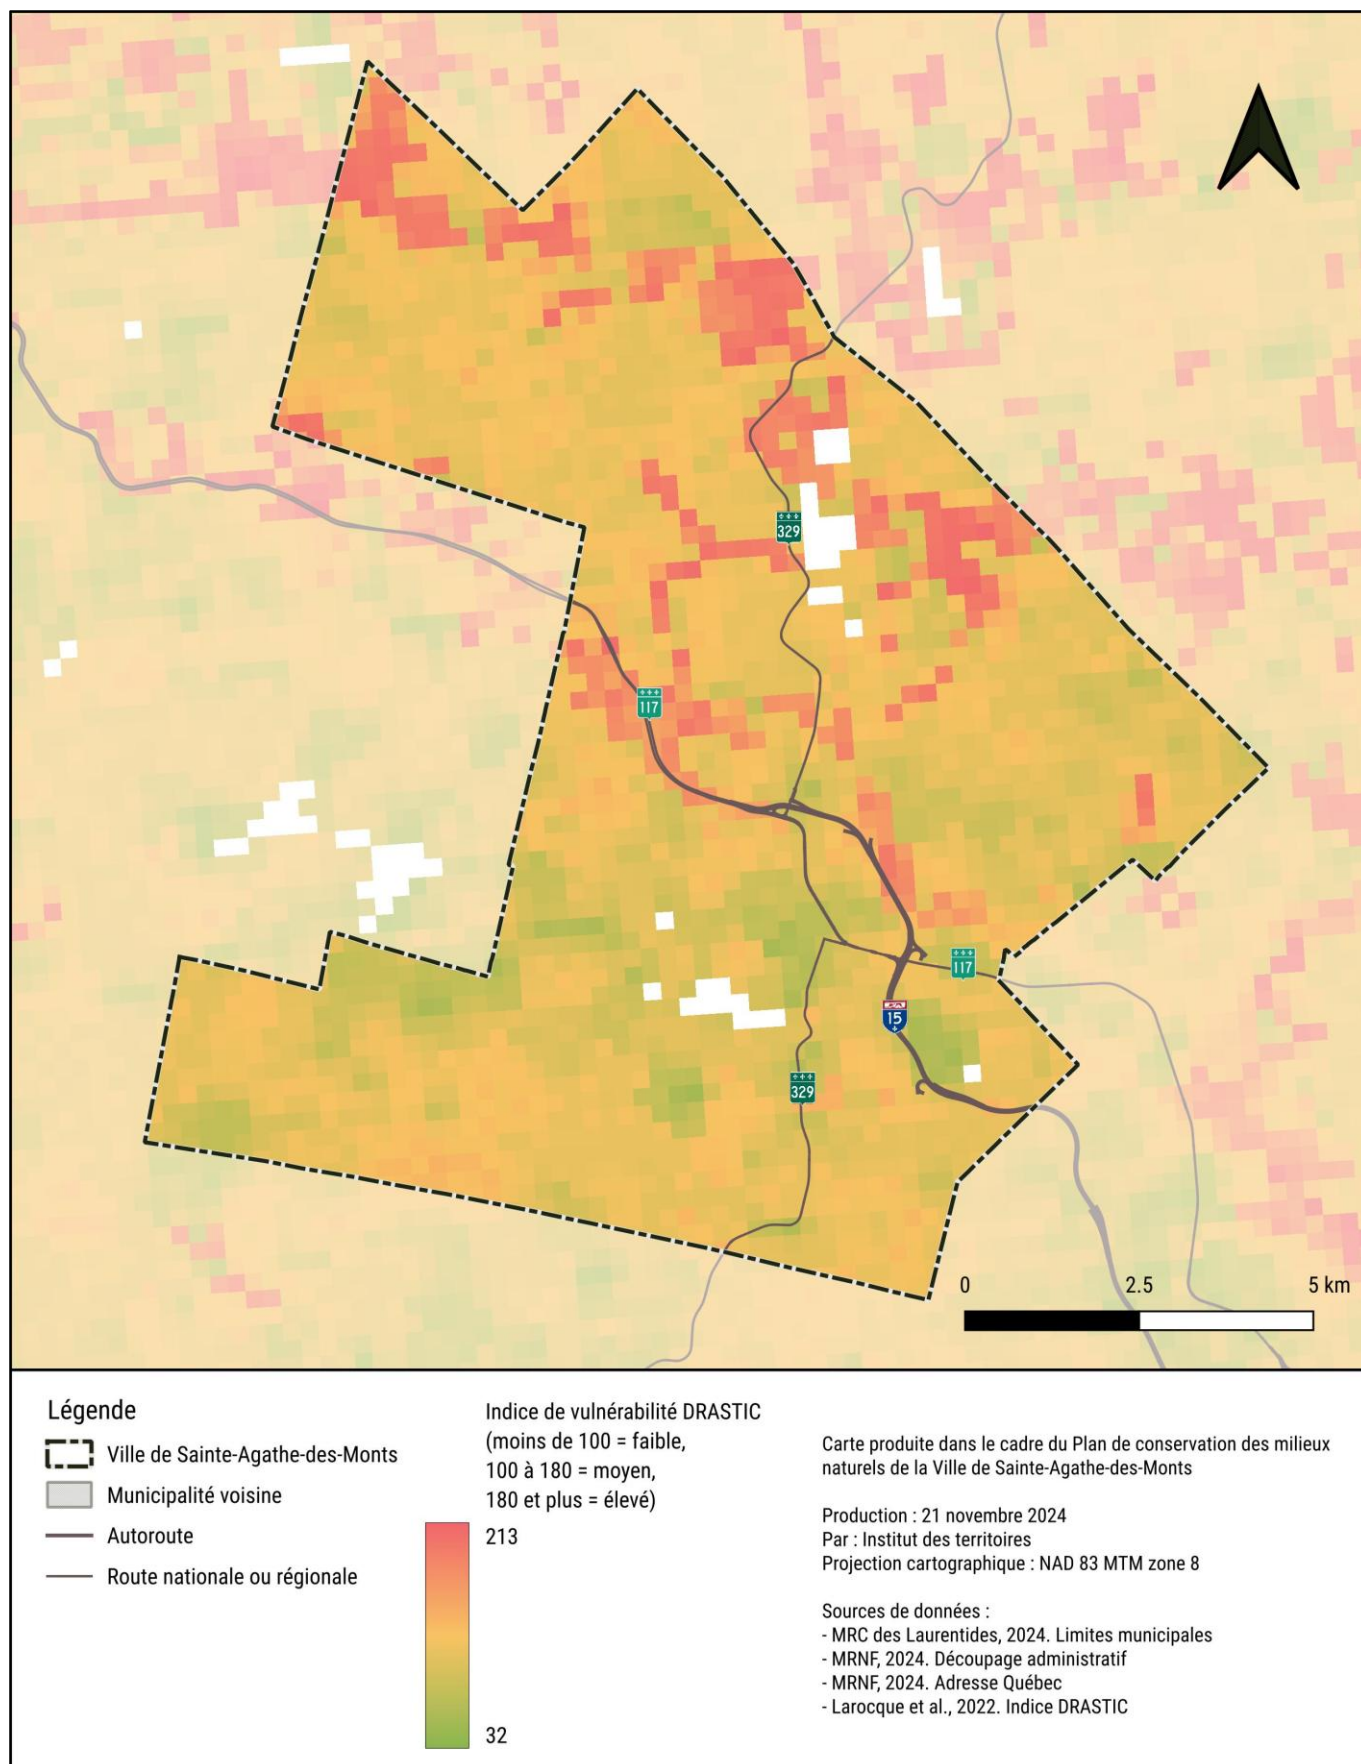 329
117
117
15
329
0 2.5 5 km
Légende
Ville de Sainte-Agathe-des-Monts
Municipalité voisine
Autoroute
Route nationale ou régionale
Indice de vulnérabilité DRASTIC
(moins de 100 = faible,
100 à 180 = moyen,
180 et plus = élevé)
213
32
Carte produite dans le cadre du Plan de conservation des milieux
naturels de la Ville de Sainte-Agathe-des-Monts
Production : 21 novembre 2024
Par : Institut des territoires
Projection cartographique : NAD 83 MTM zone 8
Sources de données :
- MRC des Laurentides, 2024. Limites municipales
- MRNF, 2024. Découpage administratif
- MRNF, 2024. Adresse Québec
- Larocque et al., 2022. Indice DRASTIC